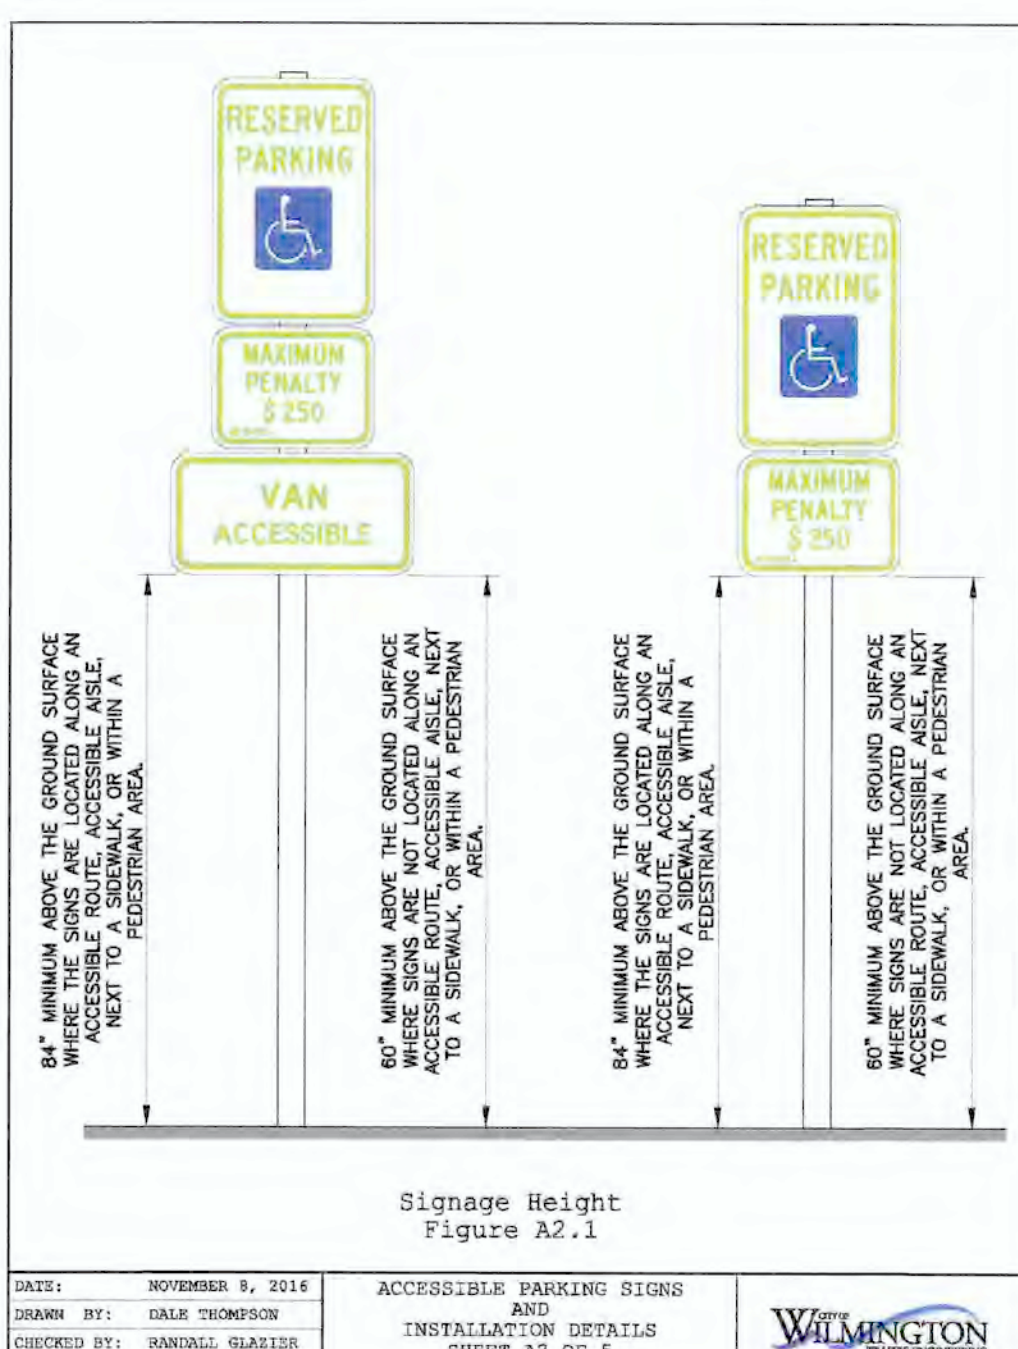 RESERVED
PARKING
MAXIMUM
PENALTY
$ 250
VAN
ACCESSIBLE
RESERVED
PARKING
MAXIMUM
PENALTY
$ 250
84" MINIMUM ABOVE THE GROUND SURFACE
WHERE THE SIGNS ARE LOCATED ALONG AN
ACCESSIBLE ROUTE, ACCESSIBLE AISLE,
NEXT TO A SIDEWALK, OR WITHIN A
PEDESTRIAN AREA.
60" MINIMUM ABOVE THE GROUND SURFACE
WHERE SIGNS ARE NOT LOCATED ALONG AN
ACCESSIBLE ROUTE, ACCESSIBLE AISLE, NEXT
TO A SIDEWALK, OR WITHIN A PEDESTRIAN
AREA.
84" MINIMUM ABOVE THE GROUND SURFACE
WHERE THE SIGNS ARE LOCATED ALONG AN
ACCESSIBLE ROUTE, ACCESSIBLE AISLE,
NEXT TO A SIDEWALK, OR WITHIN A
PEDESTRIAN AREA.
60" MINIMUM ABOVE THE GROUND SURFACE
WHERE SIGNS ARE NOT LOCATED ALONG AN
ACCESSIBLE ROUTE, ACCESSIBLE AISLE, NEXT
TO A SIDEWALK, OR WITHIN A PEDESTRIAN
AREA.
Signage Height
Figure A2.1
DATE: NOVEMBER 8, 2016
DRAWN BY: DALE THOMPSON
CHECKED BY: RANDALL GLAZIER
ACCESSIBLE PARKING SIGNS
AND
INSTALLATION DETAILS
SHEET A2 OF 5
CITY OF
WILMINGTON